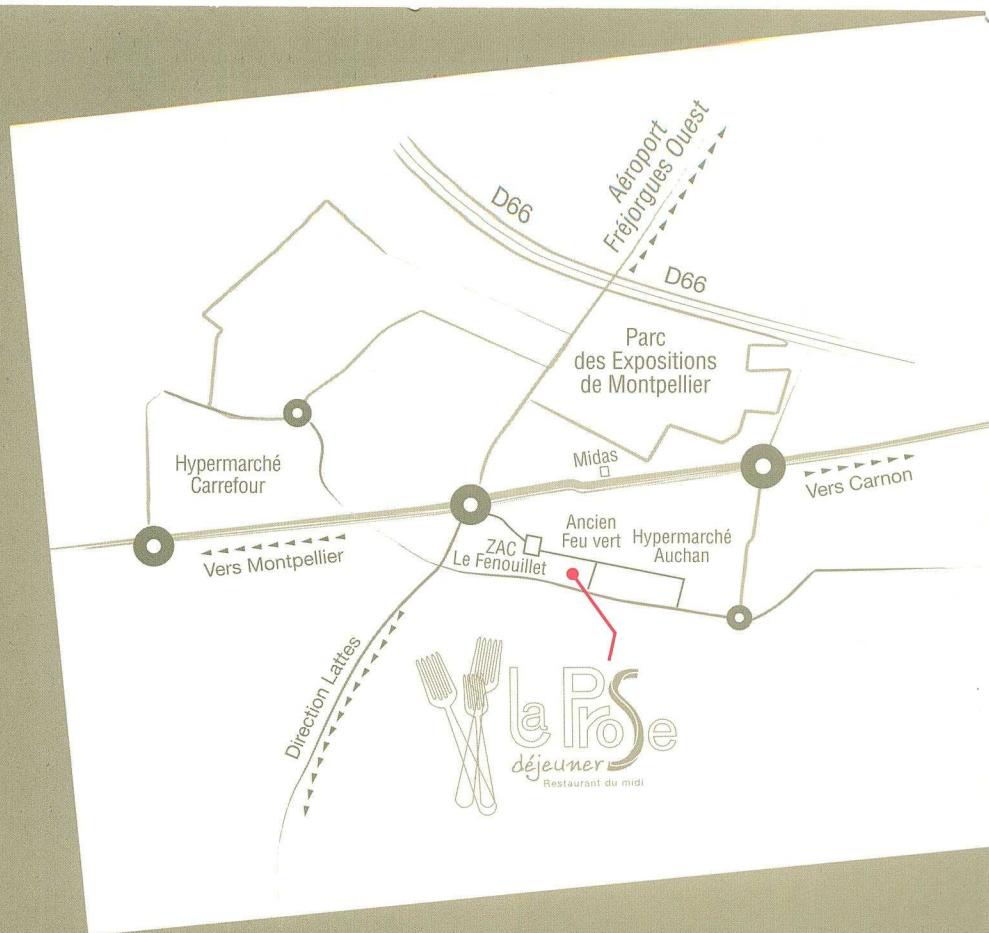 Aéroport
Fréjorgues Ouest
D66
D66
Parc
des Expositions
de Montpellier
Hypermarché
Carrefour
Midas
Vers Carnon
Vers Montpellier
ZAC
Le Fenouillet
Ancien
Feu vert
Hypermarché
Auchan
Direction Lattes
La Prose
déjeuner
Restaurant du midi